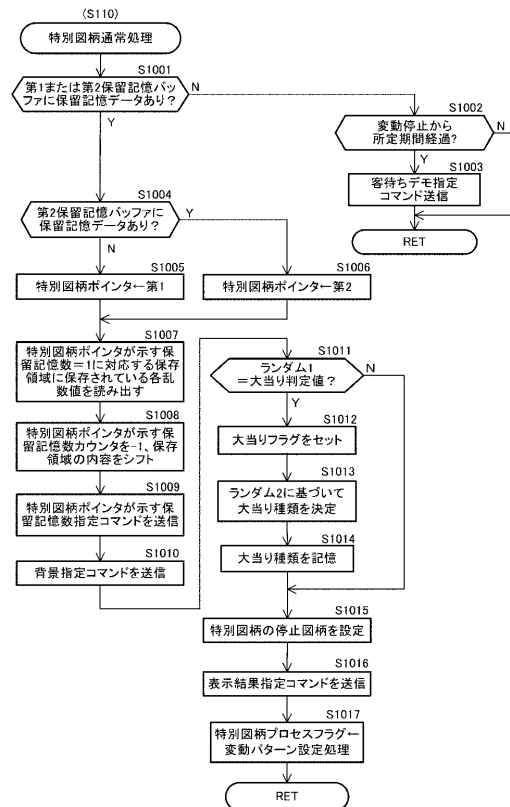 (S110)
特別図柄通常処理
S1001
第1または第2保留記憶バッ
ファに保留記憶データあり？
N
Y
S1002
変動停止から
所定期間経過?
N
Y
S1003
客待ちデモ指定
コマンド送信
RET
S1004
第2保留記憶バッファに
保留記憶データあり？
Y
N
S1005
特別図柄ポインタ←第1
S1006
特別図柄ポインタ←第2
S1007
特別図柄ポインタが示す保
留記憶数=1に対応する保存
領域に保存されている各乱
数値を読み出す
S1008
特別図柄ポインタが示す保
留記憶数カウンタを-1、保存
領域の内容をシフト
S1009
特別図柄ポインタが示す
保留記憶数指定コマンドを送信
S1010
背景指定コマンドを送信
S1011
ランダム1
＝大当り判定値？
N
Y
S1012
大当りフラグをセット
S1013
ランダム2に基づいて
大当り種類を決定
S1014
大当り種類を記憶
S1015
特別図柄の停止図柄を設定
S1016
表示結果指定コマンドを送信
S1017
特別図柄プロセスフラグ←
変動パターン設定処理
RET